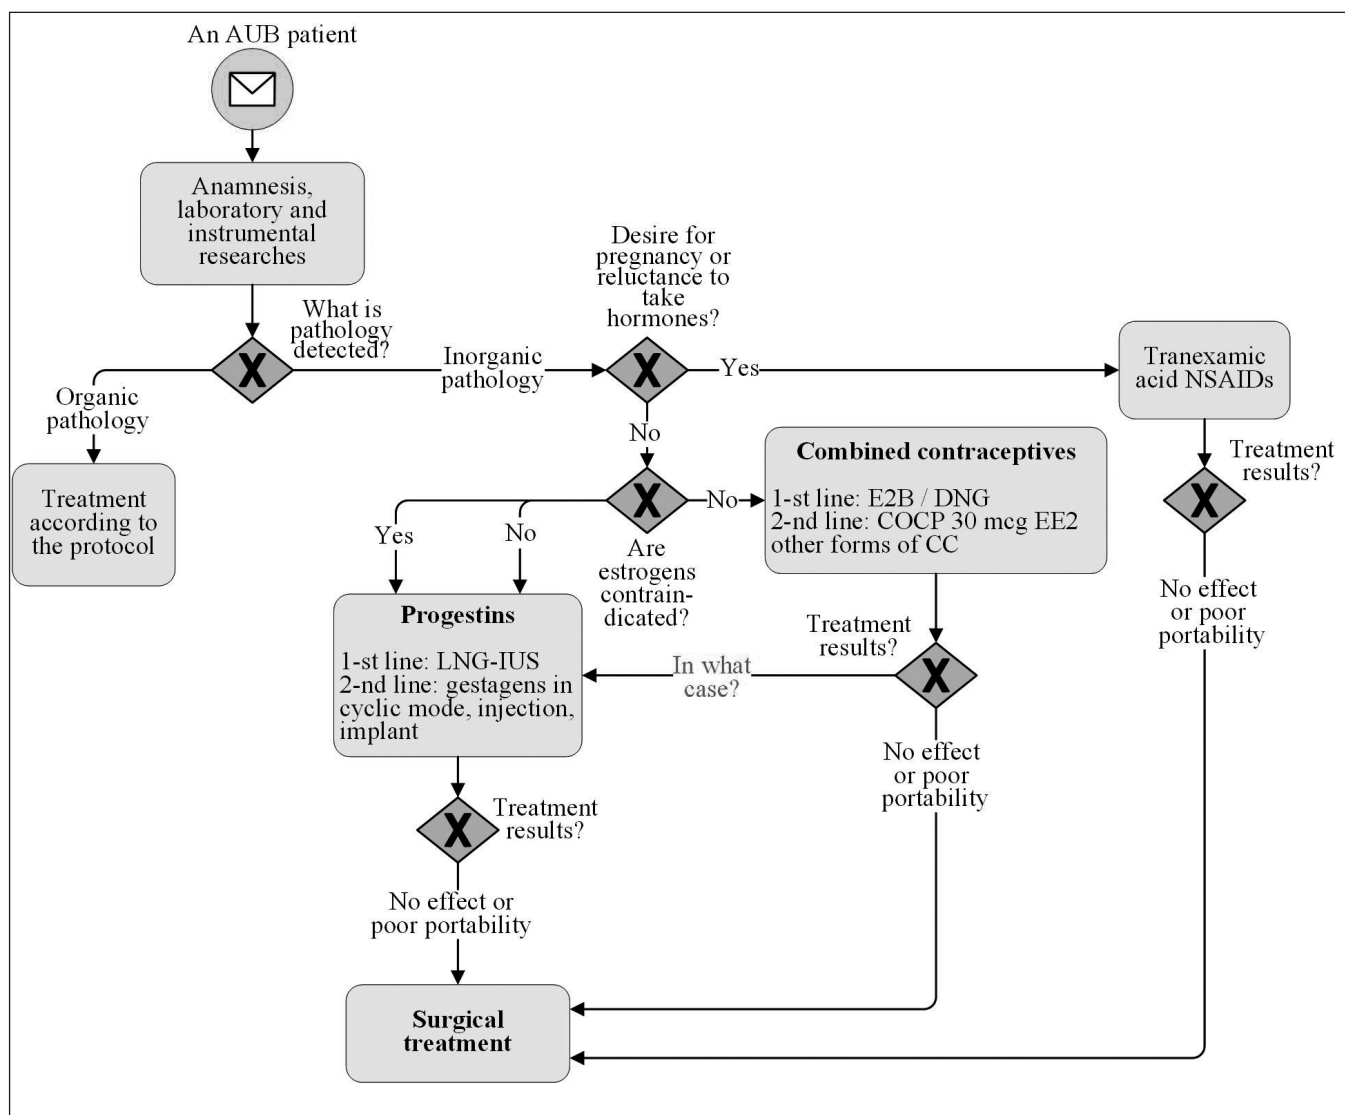 An AUB patient
Anamnesis,
laboratory and
instrumental
researches
What is
pathology
detected?
X
Organic
pathology
Treatment
according to
the protocol
Inorganic
pathology
Desire for
pregnancy or
reluctance to
take
hormones?
X
Yes
Tranexamic
acid NSAIDs
Treatment
results?
X
No effect
or poor
portability
No
X
Are
estrogens
contrain-
dicated?
Yes
No
No
Combined contraceptives
1-st line: E2B / DNG
2-nd line: COCP 30 mcg EE2
other forms of CC
Treatment
results?
X
In what
case?
No effect
or poor
portability
Progestins
1-st line: LNG-IUS
2-nd line: gestagens in
cyclic mode, injection,
implant
X
Treatment
results?
No effect or
poor portability
Surgical
treatment